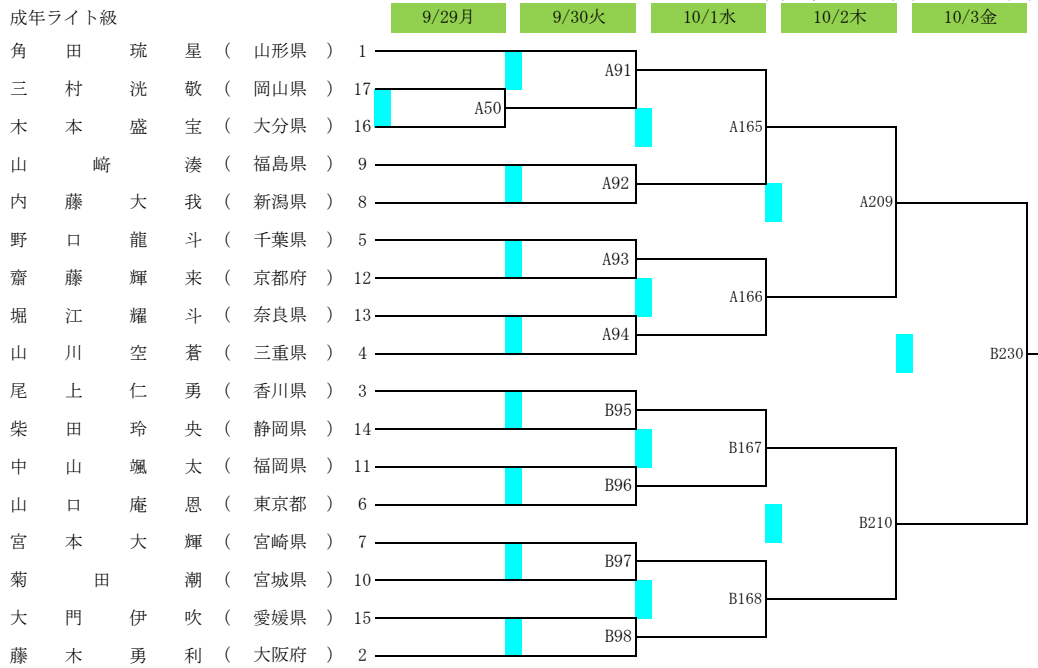 成年ライト級 9/29月 9/30火 10/1水 10/2木 10/3金
角田琉星(山形県) 1
A91
三村洸敬(岡山県) 17
A50
木本盛宝(大分県) 16
A165
山﨑湊(福島県) 9
A92
内藤大我(新潟県) 8
A209
野口龍斗(千葉県) 5
A93
齋藤輝来(京都府) 12
A166
堀江耀斗(奈良県) 13
A94
山川空蒼(三重県) 4
B230
尾上仁勇(香川県) 3
B95
柴田玲央(静岡県) 14
B167
中山颯太(福岡県) 11
B96
山口庵恩(東京都) 6
B210
宮本大輝(宮崎県) 7
B97
菊田潮(宮城県) 10
B168
大門伊吹(愛媛県) 15
B98
藤木勇利(大阪府) 2